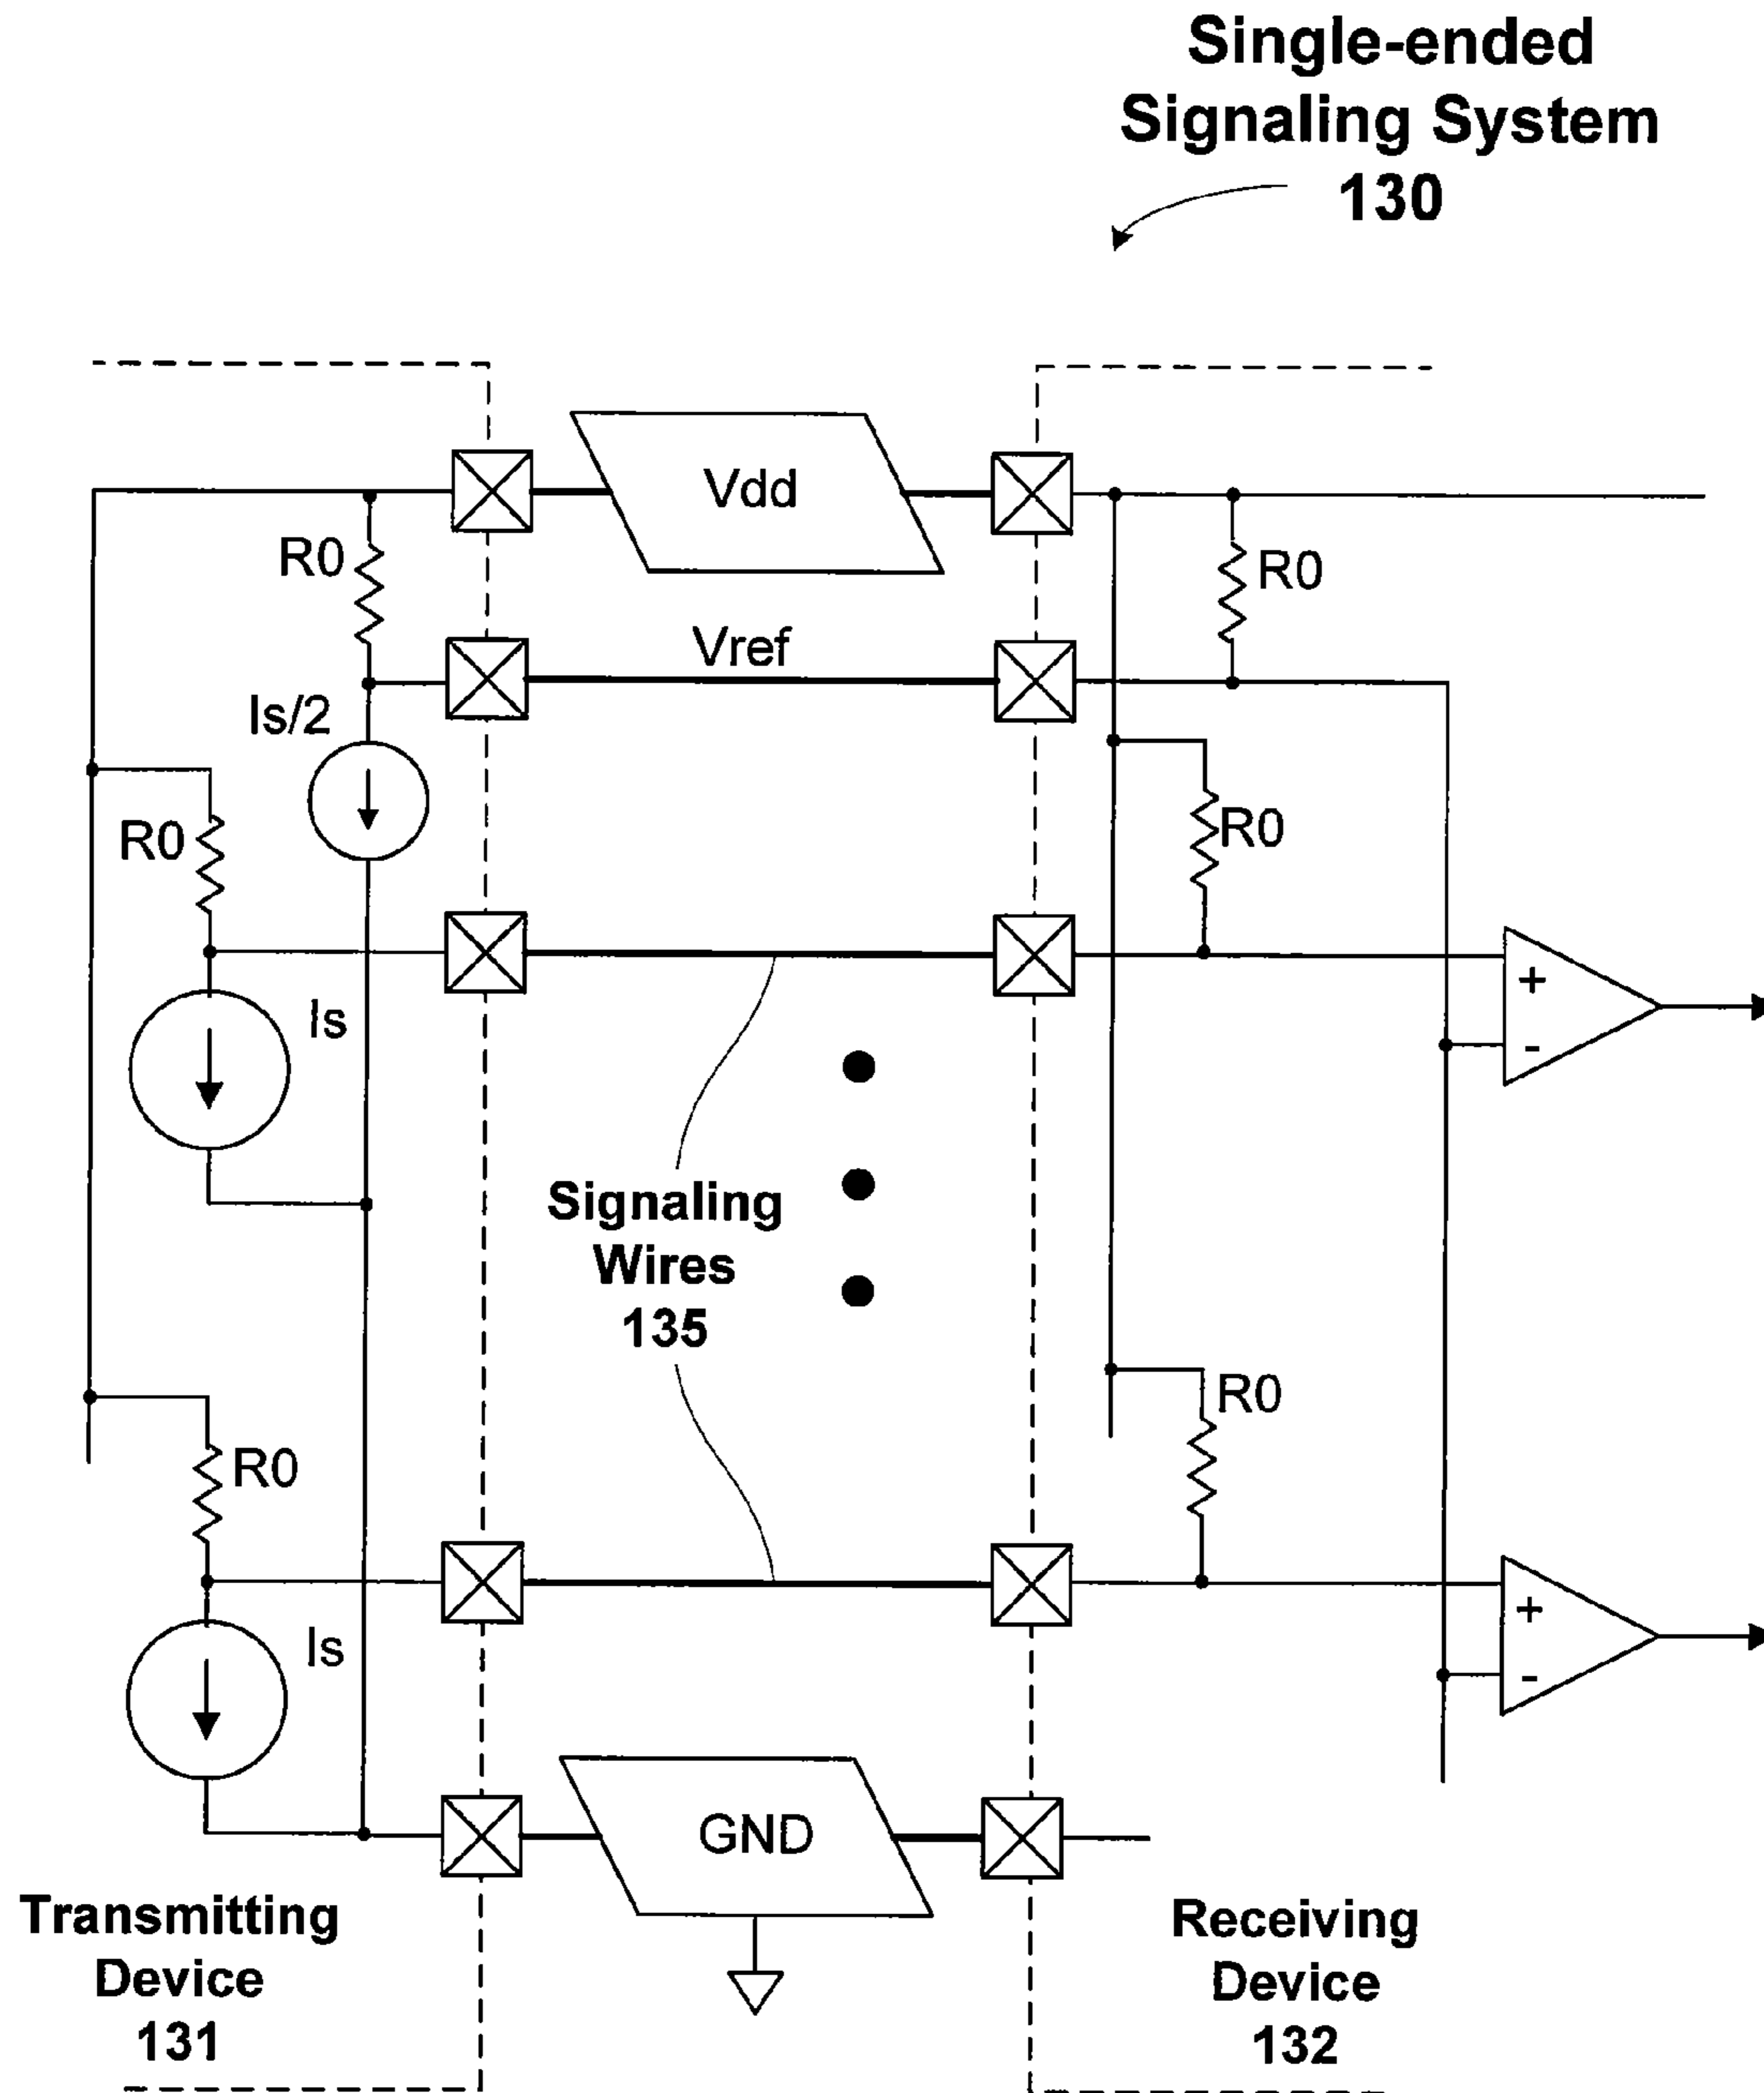 Single-ended
Signaling System
130
Vdd
R0
R0
Vref
Is/2
R0
R0
+
-
Is
Signaling
Wires
135
R0
R0
+
-
Is
GND
Transmitting
Device
131
Receiving
Device
132